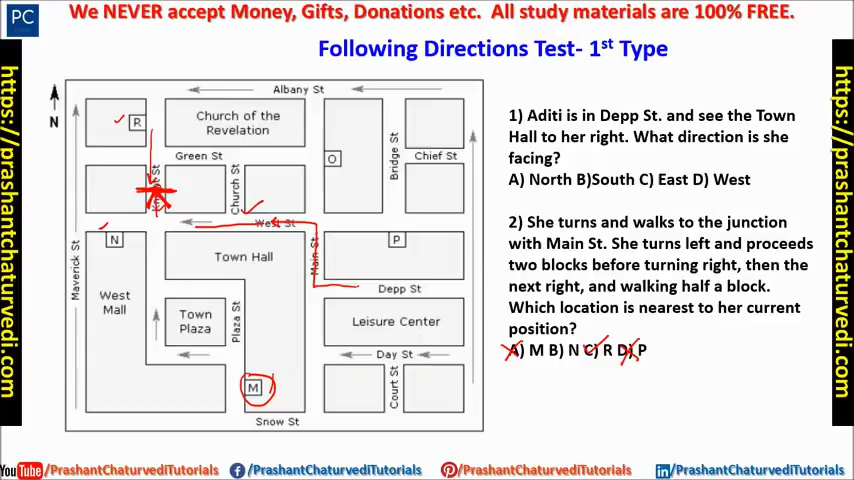 PC
We NEVER accept Money, Gifts, Donations etc. All study materials are 100% FREE.
Following Directions Test- 1st Type
https://prashantchaturvedi.com/
https://prashantchaturvedi.com/
N
Albany St
R
Church of the
Revelation
Green St
O
Bridge St
Chief St
Church St
West St
N
Town Hall
Main St
P
Maverick St
Depp St
West
Mall
Town
Plaza
Plaza St
Leisure Center
Day St
M
Court St
Snow St
1) Aditi is in Depp St. and see the Town
Hall to her right. What direction is she
facing?
A) North B)South C) East D) West
2) She turns and walks to the junction
with Main St. She turns left and proceeds
two blocks before turning right, then the
next right, and walking half a block.
Which location is nearest to her current
position?
A) M B) N C) R D) P
YouTube/PrashantChaturvediTutorials
f/PrashantChaturvediTutorials
/PrashantChaturvediTutorials
in/PrashantChaturvediTutorials